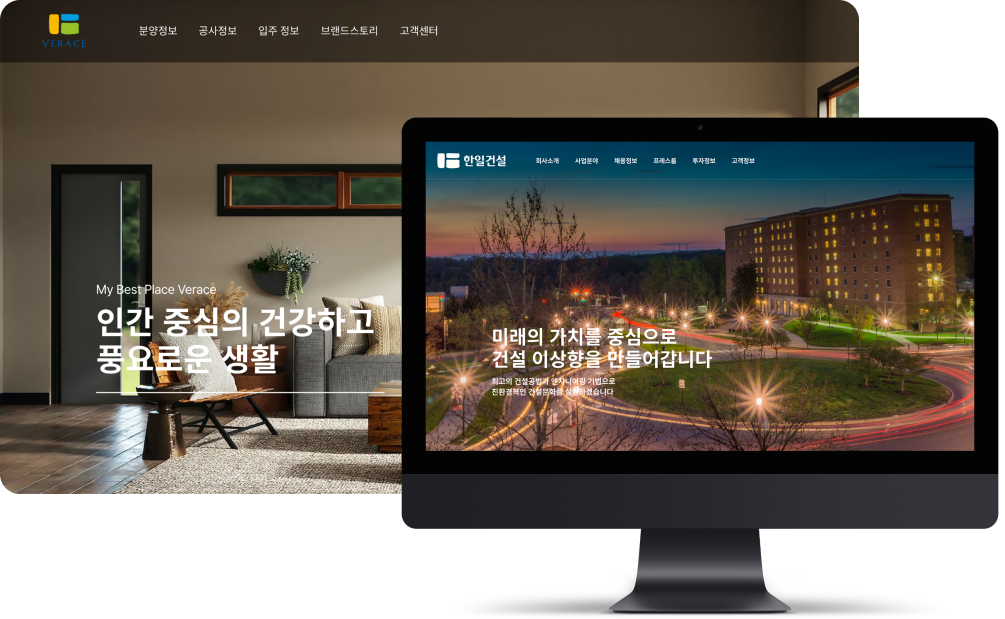 VERACE
분양정보 공사정보 입주 정보 브랜드스토리 고객센터
My Best Place Verace
인간 중심의 건강하고
풍요로운 생활
한일건설
회사소개 사업분야 채용정보 프레스룸 투자정보 고객정보
미래의 가치를 중심으로
건설 이상향을 만들어갑니다
최고의 건설공법과 엔지니어링 기법으로
친환경적인 건설문화를 실현하겠습니다